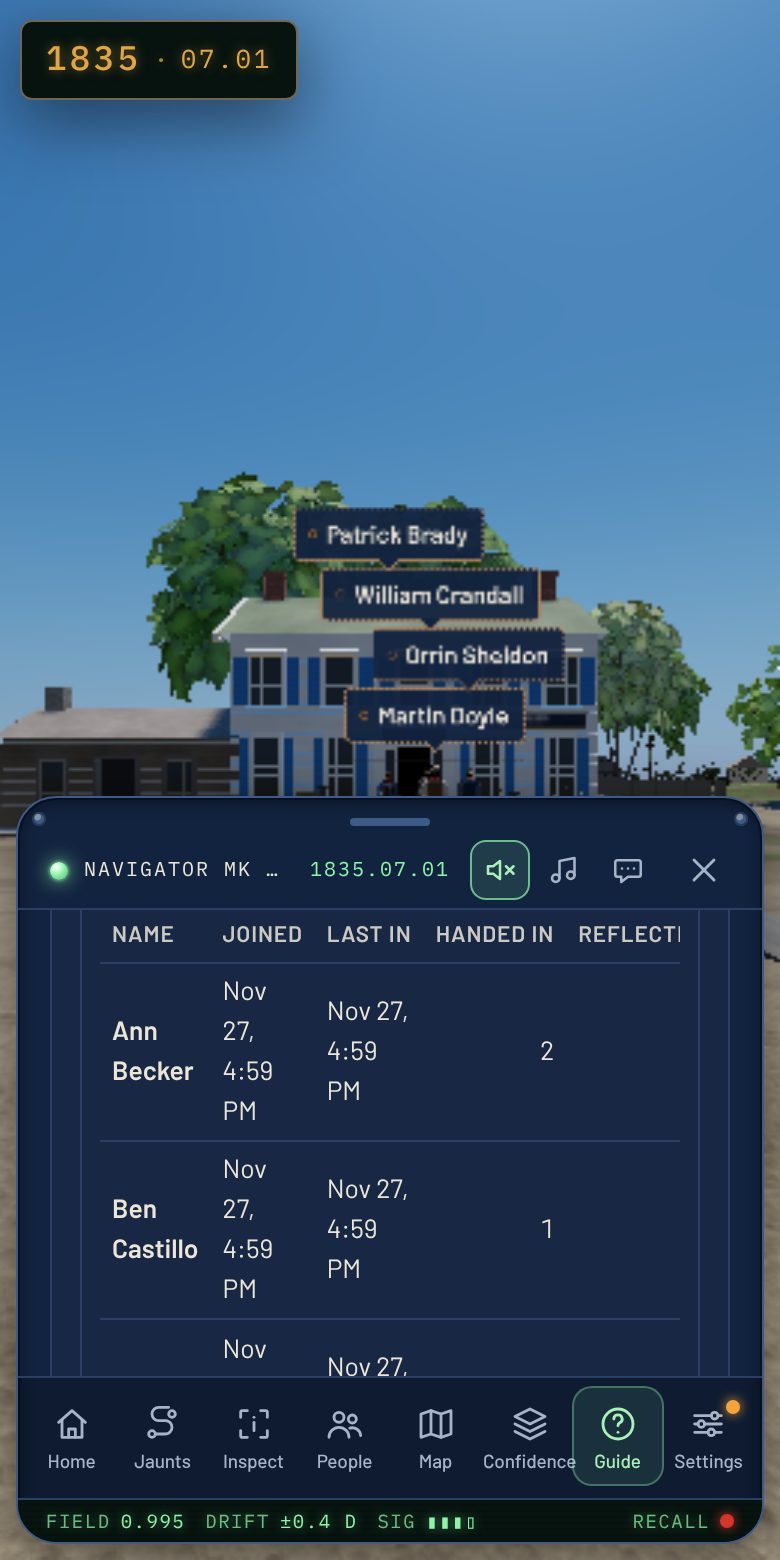 1835 · 07.01
Patrick Brady
William Crandall
Orrin Sheldon
Martin Doyle
NAVIGATOR MK … 1835.07.01
NAME JOINED LAST IN HANDED IN REFLECTI
Ann Becker
Nov 27, 4:59 PM
Nov 27, 4:59 PM
2
Ben Castillo
Nov 27, 4:59 PM
Nov 27, 4:59 PM
1
Nov
Nov 27,
Home Jaunts Inspect People Map Confidence Guide Settings
FIELD 0.995 DRIFT ±0.4 D SIG RECALL